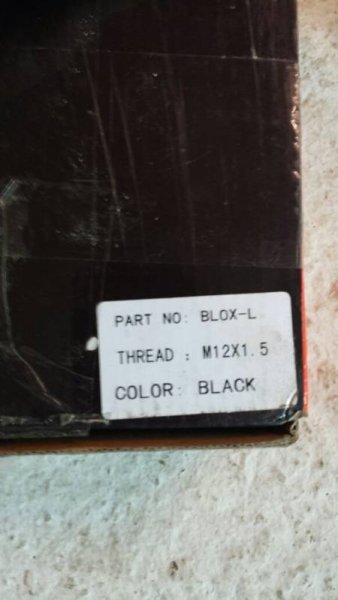 PART NO: BLOX-L
THREAD : M12X1.5
COLOR: BLACK